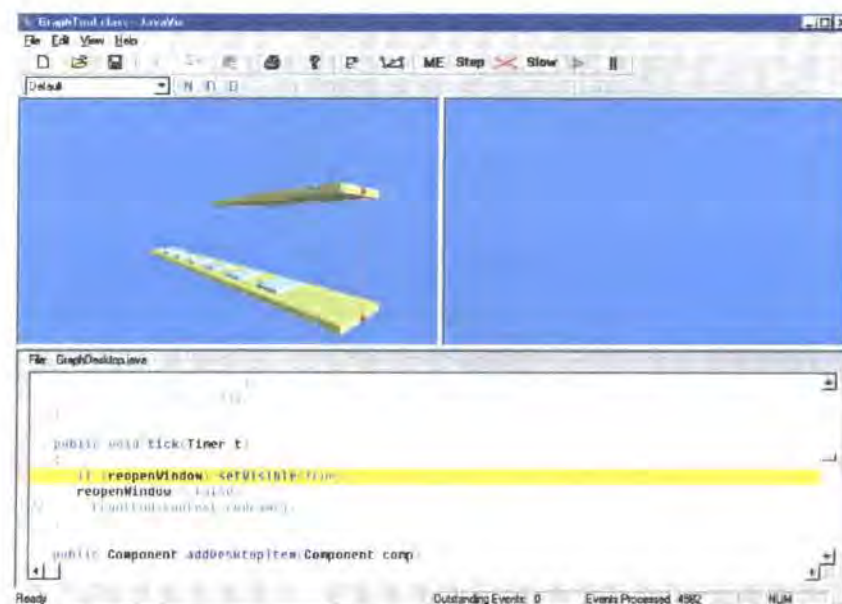 GraphTool.class - JavaVis
File Edit View Help
ME Step Slow
Default
File: GraphDesktop.java
public void tick(Timer t)
{
if (reopenWindow) setVisible(true);
reopenWindow = false;
//
}
public Component addDesktopItem(Component comp)
Ready Outstanding Events: 0 Events Processed: 4982 NUM